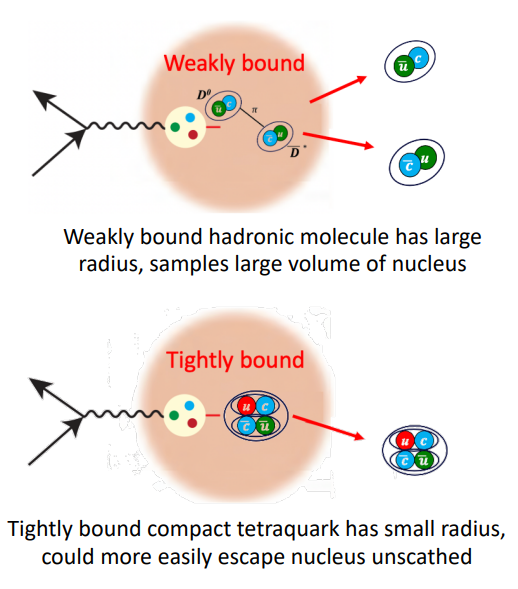 Weakly bound
D⁰
ū c
ū c
π
c̄ u
D̄ *
c̄ u
Weakly bound hadronic molecule has large
radius, samples large volume of nucleus
Tightly bound
u c
c̄ ū
u c
c̄ ū
Tightly bound compact tetraquark has small radius,
could more easily escape nucleus unscathed